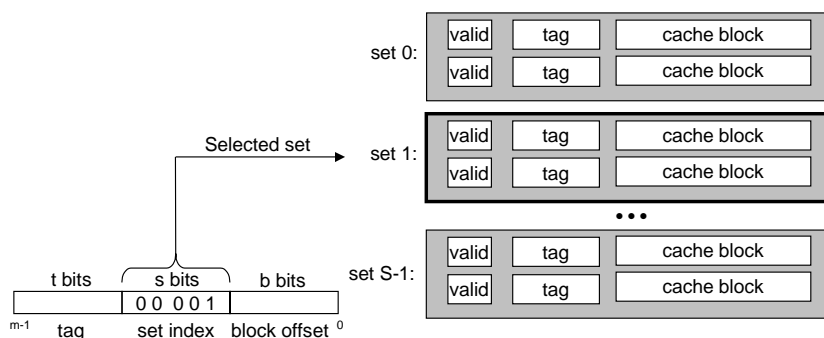 valid tag cache block
set 0:
valid tag cache block
Selected set
valid tag cache block
set 1:
valid tag cache block
•••
valid tag cache block
set S-1:
valid tag cache block
t bits s bits b bits
0 0 0 0 1
m-1 tag set index block offset 0